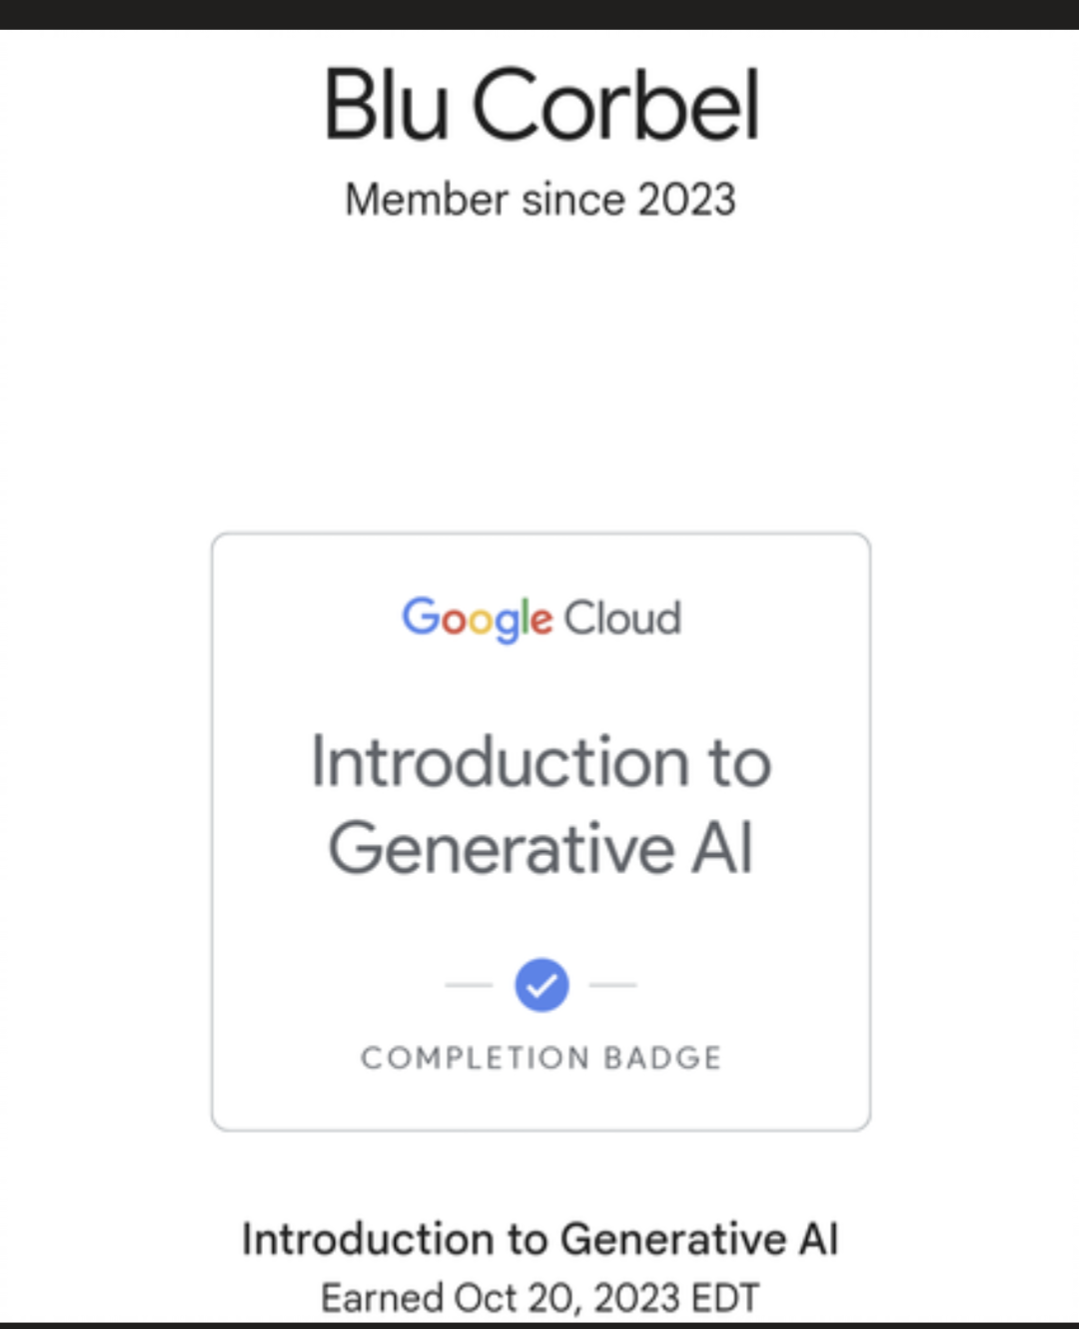 Blu Corbel
Member since 2023
Google Cloud
Introduction to
Generative AI
COMPLETION BADGE
Introduction to Generative AI
Earned Oct 20, 2023 EDT